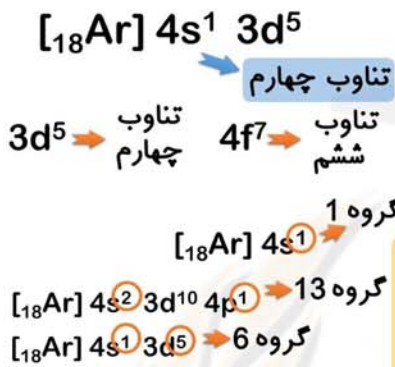 [₁₈Ar] 4s¹ 3d⁵
تناوب چهارم
3d⁵ تناوب چهارم 4f⁷ تناوب ششم
[₁₈Ar] 4s¹ گروه 1
[₁₈Ar] 4s² 3d¹⁰ 4p¹ گروه 13
[₁₈Ar] 4s¹ 3d⁵ گروه 6